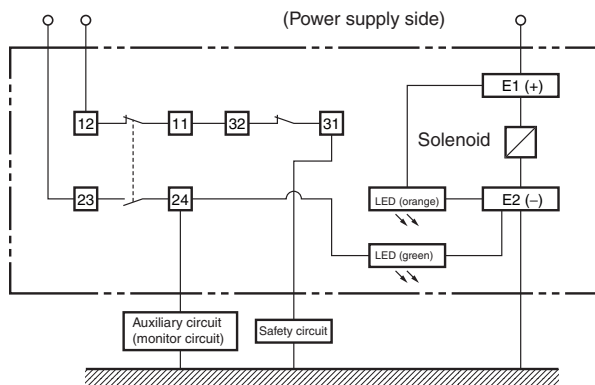 (Power supply side)
E1 (+)
12
11
32
31
Solenoid
23
24
LED (orange)
E2 (–)
LED (green)
Auxiliary circuit
(monitor circuit)
Safety circuit